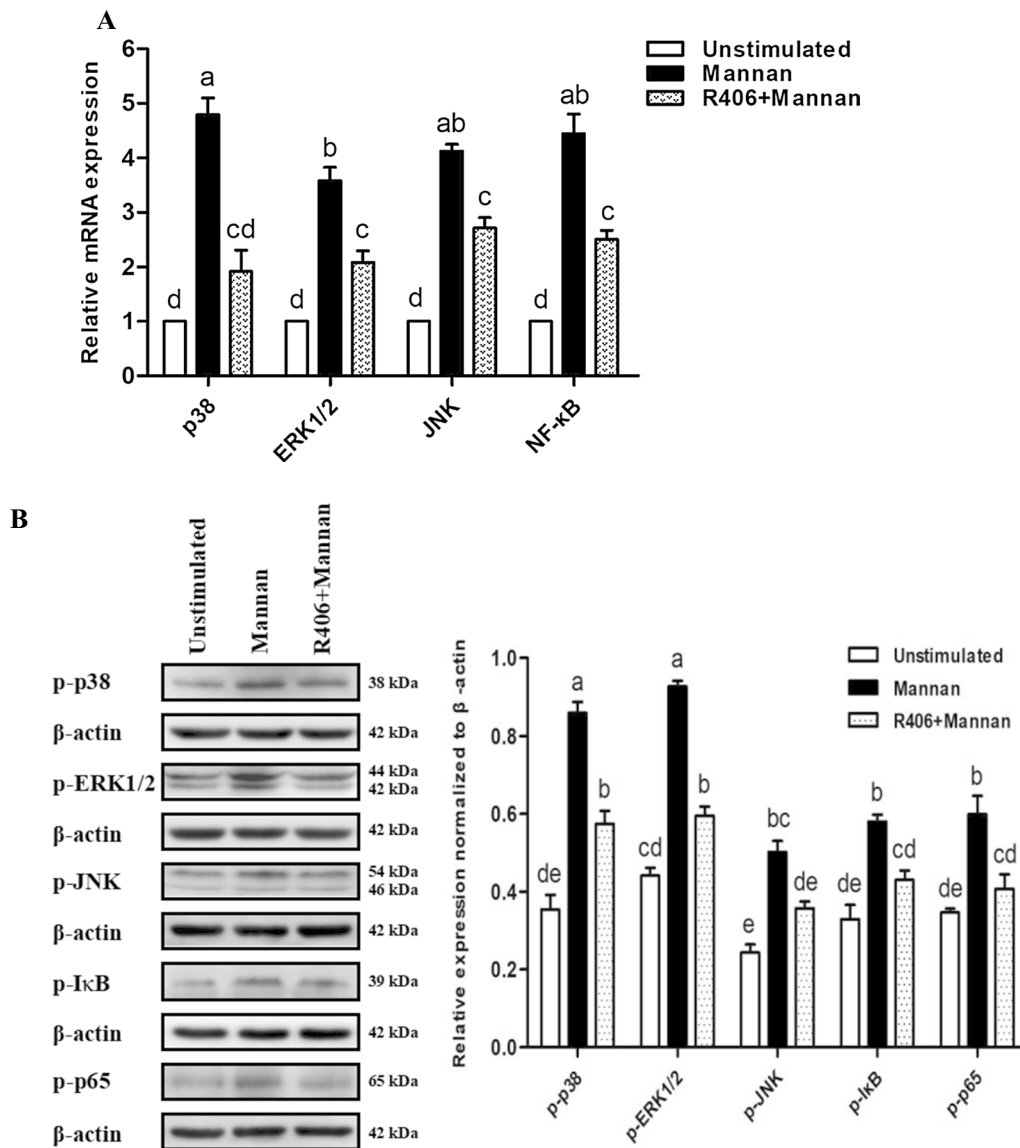 A
Unstimulated
Mannan
R406+Mannan
Relative mRNA expression
6
5
4
3
2
1
0
a
b
ab
ab
cd
c
c
c
d
d
d
d
p38
ERK1/2
JNK
NF-κB
B
Unstimulated
Mannan
R406+Mannan
p-p38
38 kDa
β-actin
42 kDa
p-ERK1/2
44 kDa
42 kDa
β-actin
42 kDa
p-JNK
54 kDa
46 kDa
β-actin
42 kDa
p-IκB
39 kDa
β-actin
42 kDa
p-p65
65 kDa
β-actin
42 kDa
Unstimulated
Mannan
R406+Mannan
Relative expression normalized to β -actin
1.0
0.8
0.6
0.4
0.2
0.0
de
a
b
cd
a
b
e
bc
de
de
b
cd
de
b
cd
p-p38
p-ERK1/2
p-JNK
p-IκB
p-p65